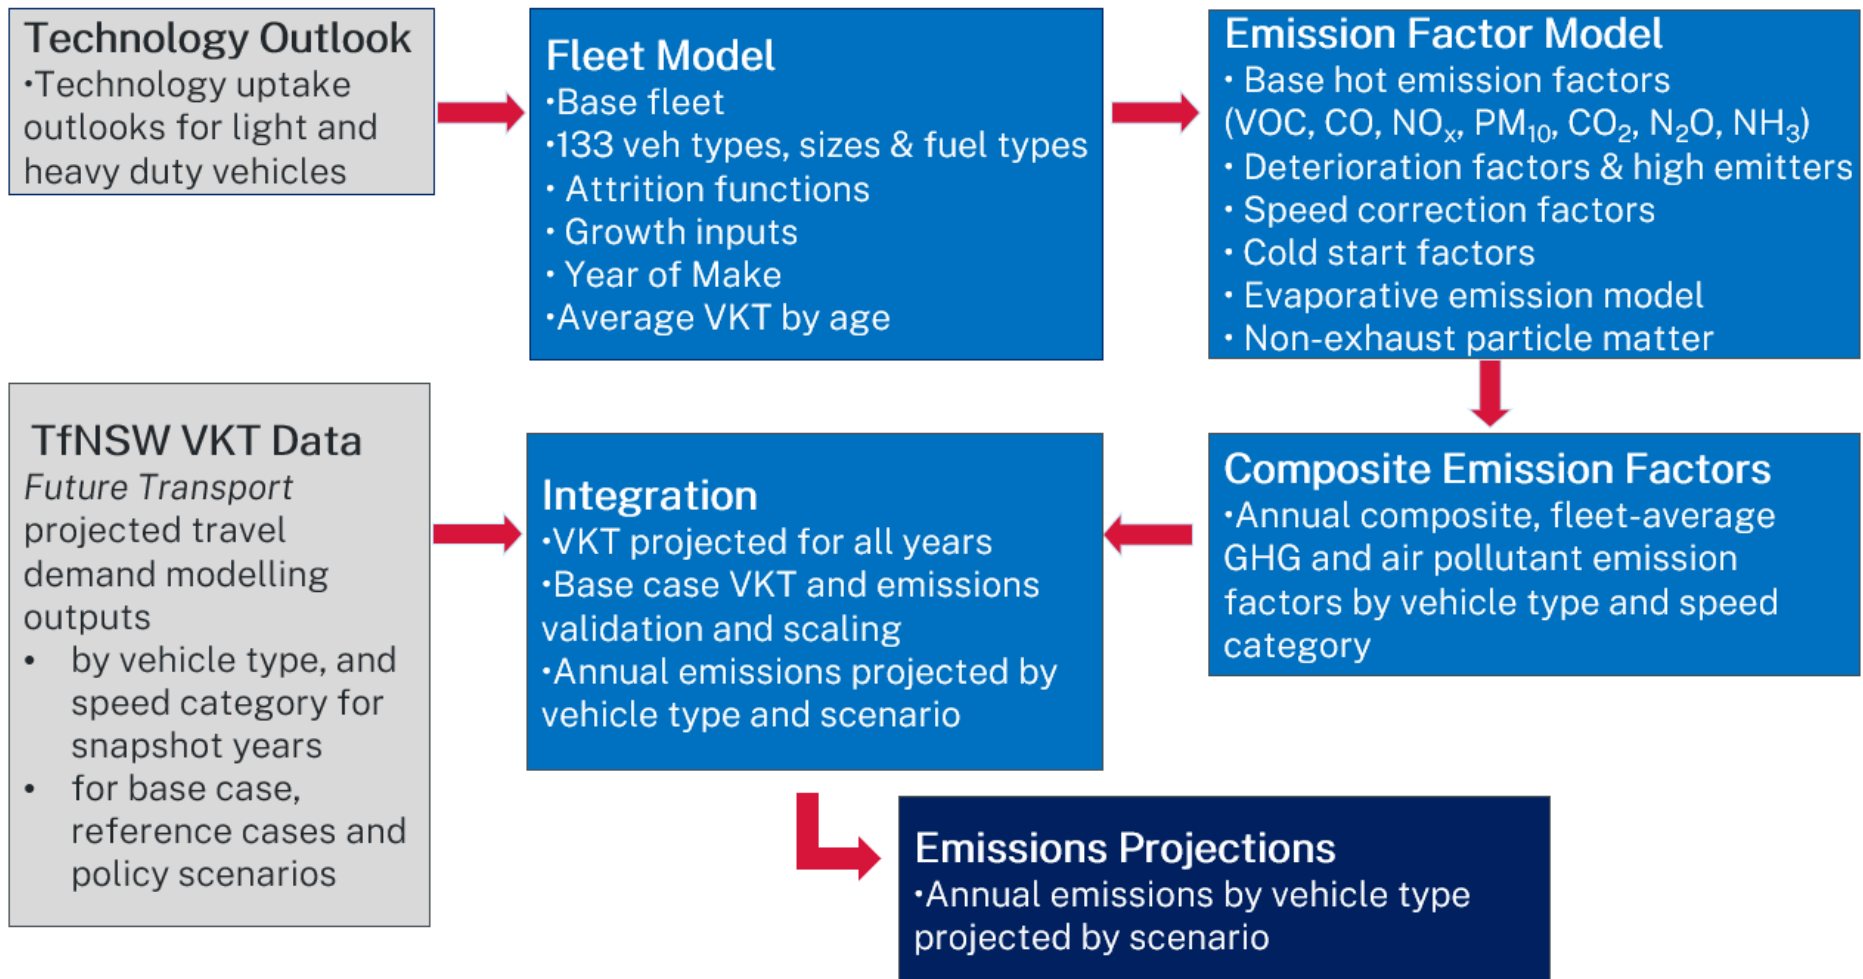 Technology Outlook
•Technology uptake
outlooks for light and
heavy duty vehicles
Fleet Model
•Base fleet
•133 veh types, sizes & fuel types
• Attrition functions
• Growth inputs
• Year of Make
•Average VKT by age
Emission Factor Model
• Base hot emission factors
(VOC, CO, NOₓ, PM₁₀, CO₂, N₂O, NH₃)
• Deterioration factors & high emitters
• Speed correction factors
• Cold start factors
• Evaporative emission model
• Non-exhaust particle matter
TfNSW VKT Data
Future Transport
projected travel
demand modelling
outputs
• by vehicle type, and
speed category for
snapshot years
• for base case,
reference cases and
policy scenarios
Integration
•VKT projected for all years
•Base case VKT and emissions
validation and scaling
•Annual emissions projected by
vehicle type and scenario
Composite Emission Factors
•Annual composite, fleet-average
GHG and air pollutant emission
factors by vehicle type and speed
category
Emissions Projections
•Annual emissions by vehicle type
projected by scenario